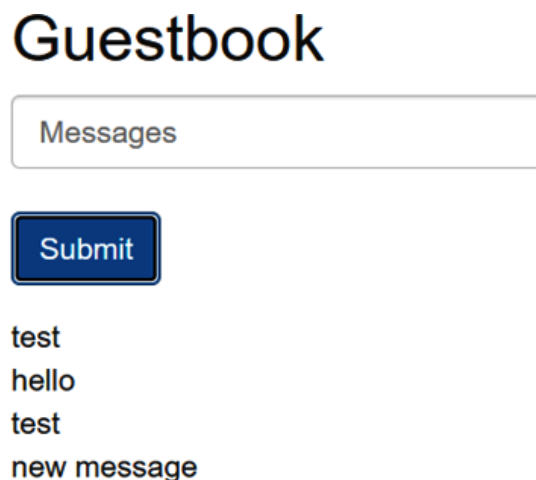 Guestbook
Messages
Submit
test
hello
test
new message